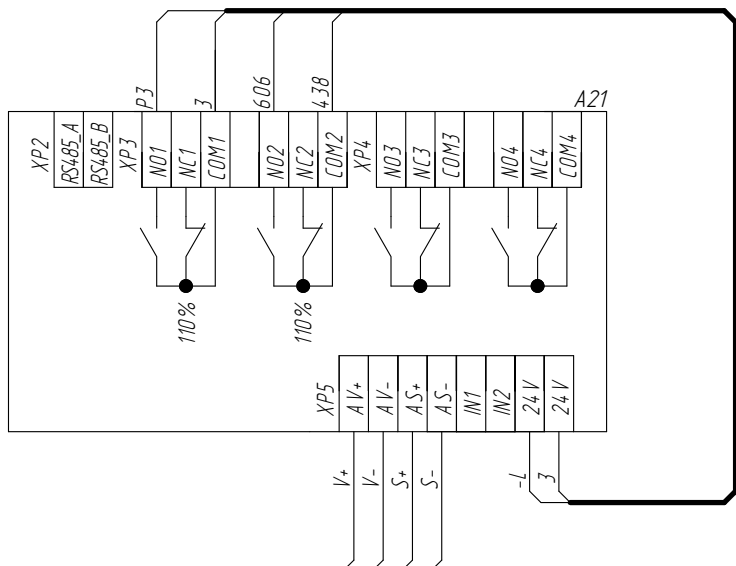 P3
3
606
438
A21
XP2
RS485_A
RS485_B
XP3
NO1
NC1
COM1
NO2
NC2
COM2
XP4
NO3
NC3
COM3
NO4
NC4
COM4
110%
110%
XP5
AV+
AV-
AS+
AS-
IN1
IN2
24V
24V
V+
V-
S+
S-
-L
3